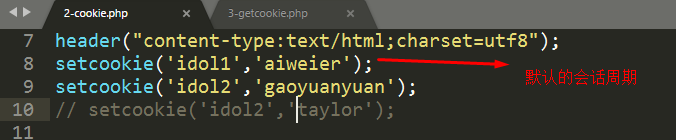 2-cookie.php × 3-getcookie.php ×
7 header("content-type:text/html;charset=utf8");
8 setcookie('idol1','aiweier'); 默认的会话周期
9 setcookie('idol2','gaoyuanyuan');
10 // setcookie('idol2','taylor');
11